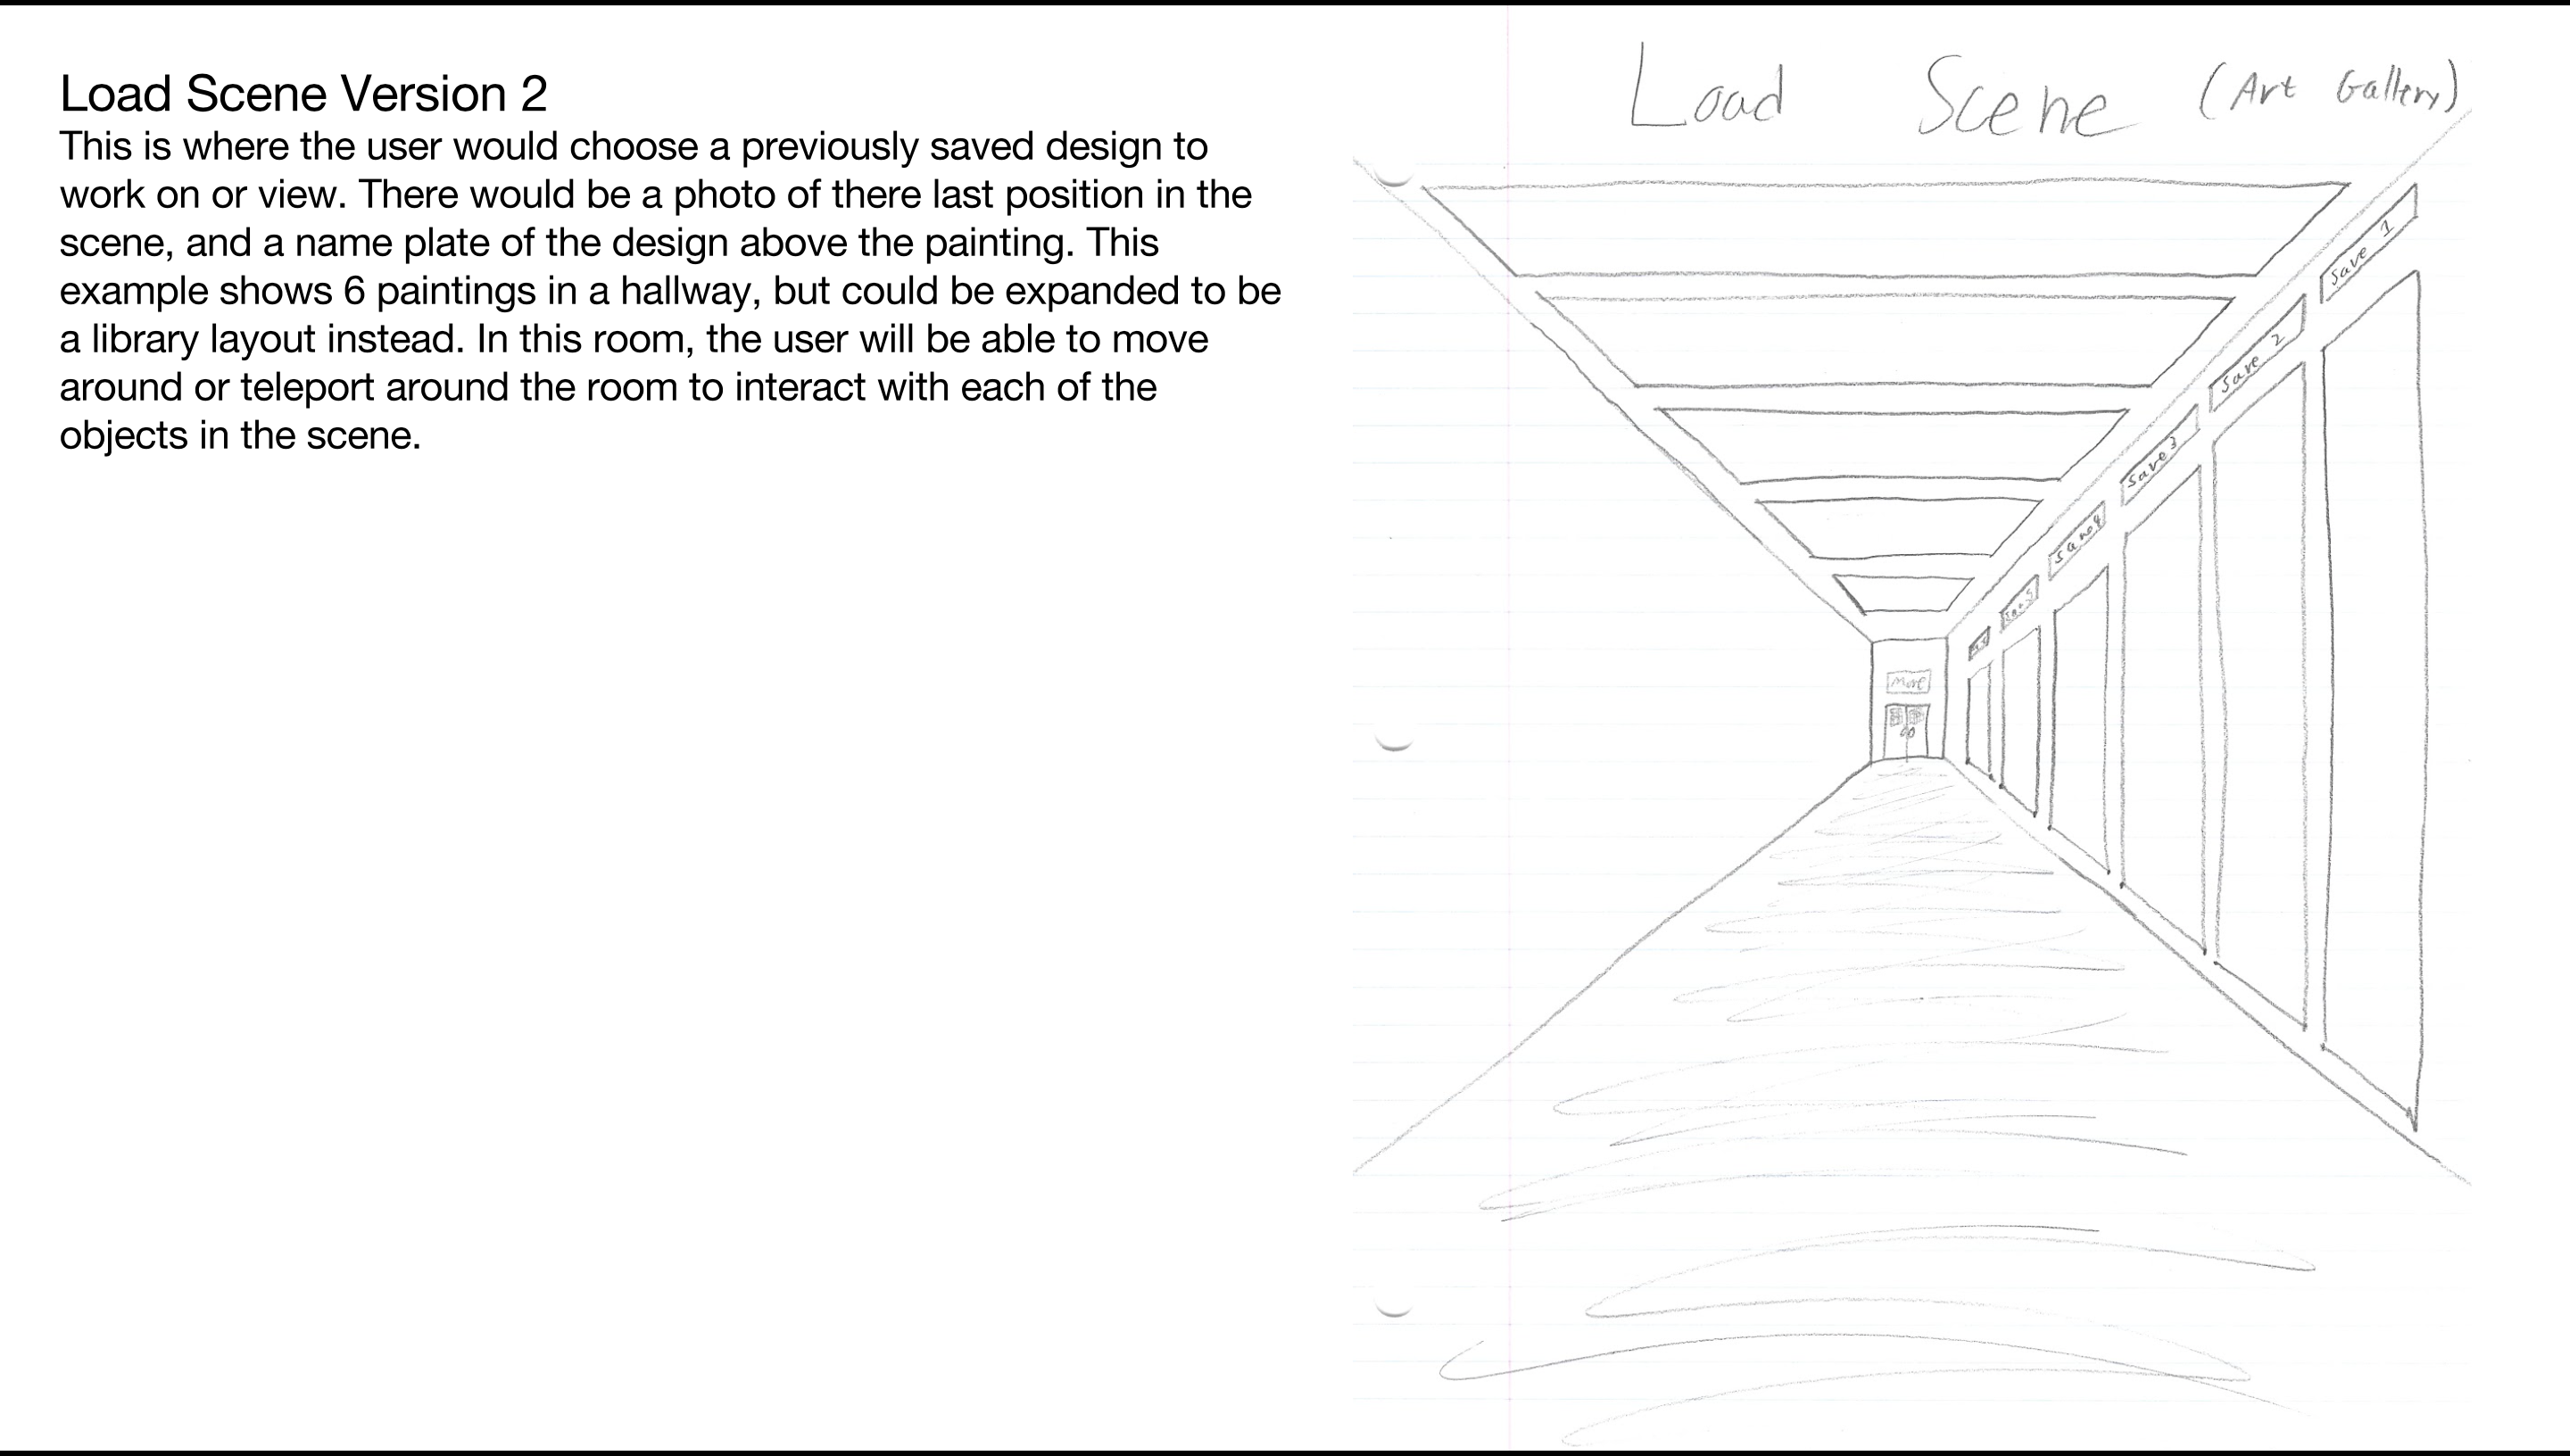 Load Scene Version 2
This is where the user would choose a previously saved design to
work on or view. There would be a photo of there last position in the
scene, and a name plate of the design above the painting. This
example shows 6 paintings in a hallway, but could be expanded to be
a library layout instead. In this room, the user will be able to move
around or teleport around the room to interact with each of the
objects in the scene.
Load Scene (Art Gallery)
Save 1
Save 2
Save 3
Save 4
More